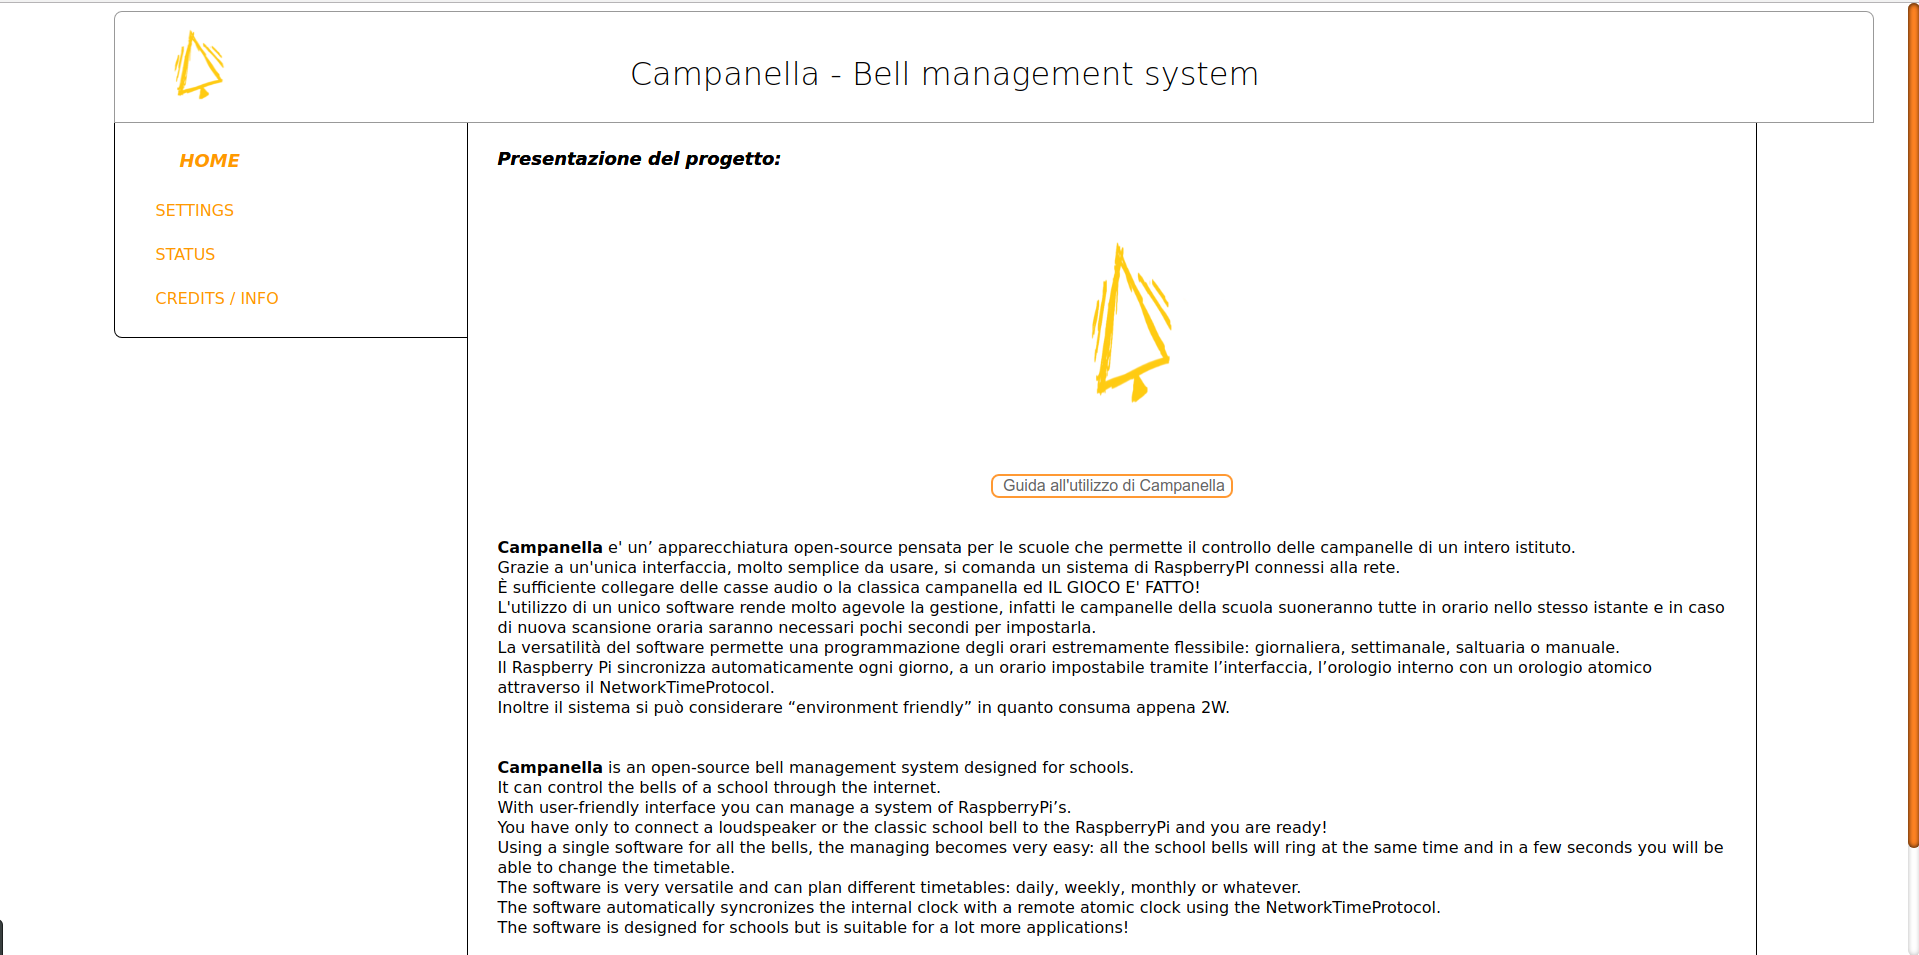 Campanella - Bell management system
HOME
SETTINGS
STATUS
CREDITS / INFO
Presentazione del progetto:
Guida all'utilizzo di Campanella
Campanella e' un’ apparecchiatura open-source pensata per le scuole che permette il controllo delle campanelle di un intero istituto.
Grazie a un'unica interfaccia, molto semplice da usare, si comanda un sistema di RaspberryPI connessi alla rete.
È sufficiente collegare delle casse audio o la classica campanella ed IL GIOCO E' FATTO!
L'utilizzo di un unico software rende molto agevole la gestione, infatti le campanelle della scuola suoneranno tutte in orario nello stesso istante e in caso
di nuova scansione oraria saranno necessari pochi secondi per impostarla.
La versatilità del software permette una programmazione degli orari estremamente flessibile: giornaliera, settimanale, saltuaria o manuale.
Il Raspberry Pi sincronizza automaticamente ogni giorno, a un orario impostabile tramite l’interfaccia, l’orologio interno con un orologio atomico
attraverso il NetworkTimeProtocol.
Inoltre il sistema si può considerare “environment friendly” in quanto consuma appena 2W.
Campanella is an open-source bell management system designed for schools.
It can control the bells of a school through the internet.
With user-friendly interface you can manage a system of RaspberryPi’s.
You have only to connect a loudspeaker or the classic school bell to the RaspberryPi and you are ready!
Using a single software for all the bells, the managing becomes very easy: all the school bells will ring at the same time and in a few seconds you will be
able to change the timetable.
The software is very versatile and can plan different timetables: daily, weekly, monthly or whatever.
The software automatically syncronizes the internal clock with a remote atomic clock using the NetworkTimeProtocol.
The software is designed for schools but is suitable for a lot more applications!